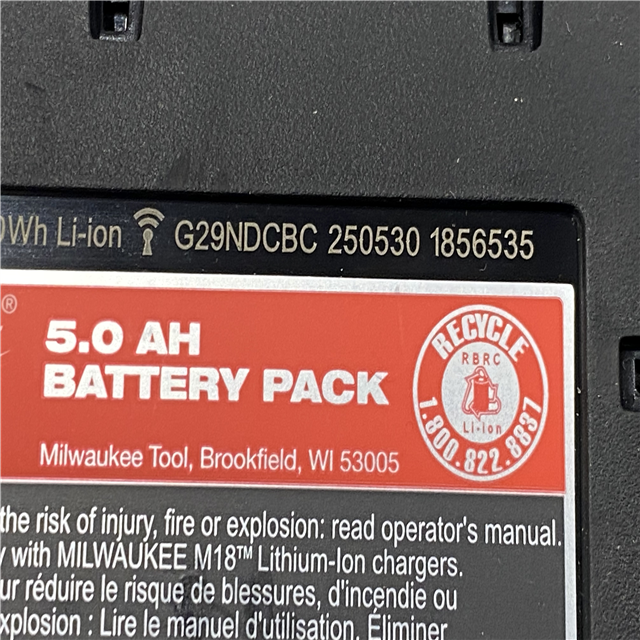 0Wh Li-ion G29NDCBC 250530 1856535
®
5.0 AH
BATTERY PACK
Milwaukee Tool, Brookfield, WI 53005
RECYCLE
RBRC
Li-ion
1.800.822.8837
the risk of injury, fire or explosion: read operator's manual.
y with MILWAUKEE M18™ Lithium-Ion chargers.
ur réduire le risque de blessures, d'incendie ou
xplosion : Lire le manuel d'utilisation. Éliminer